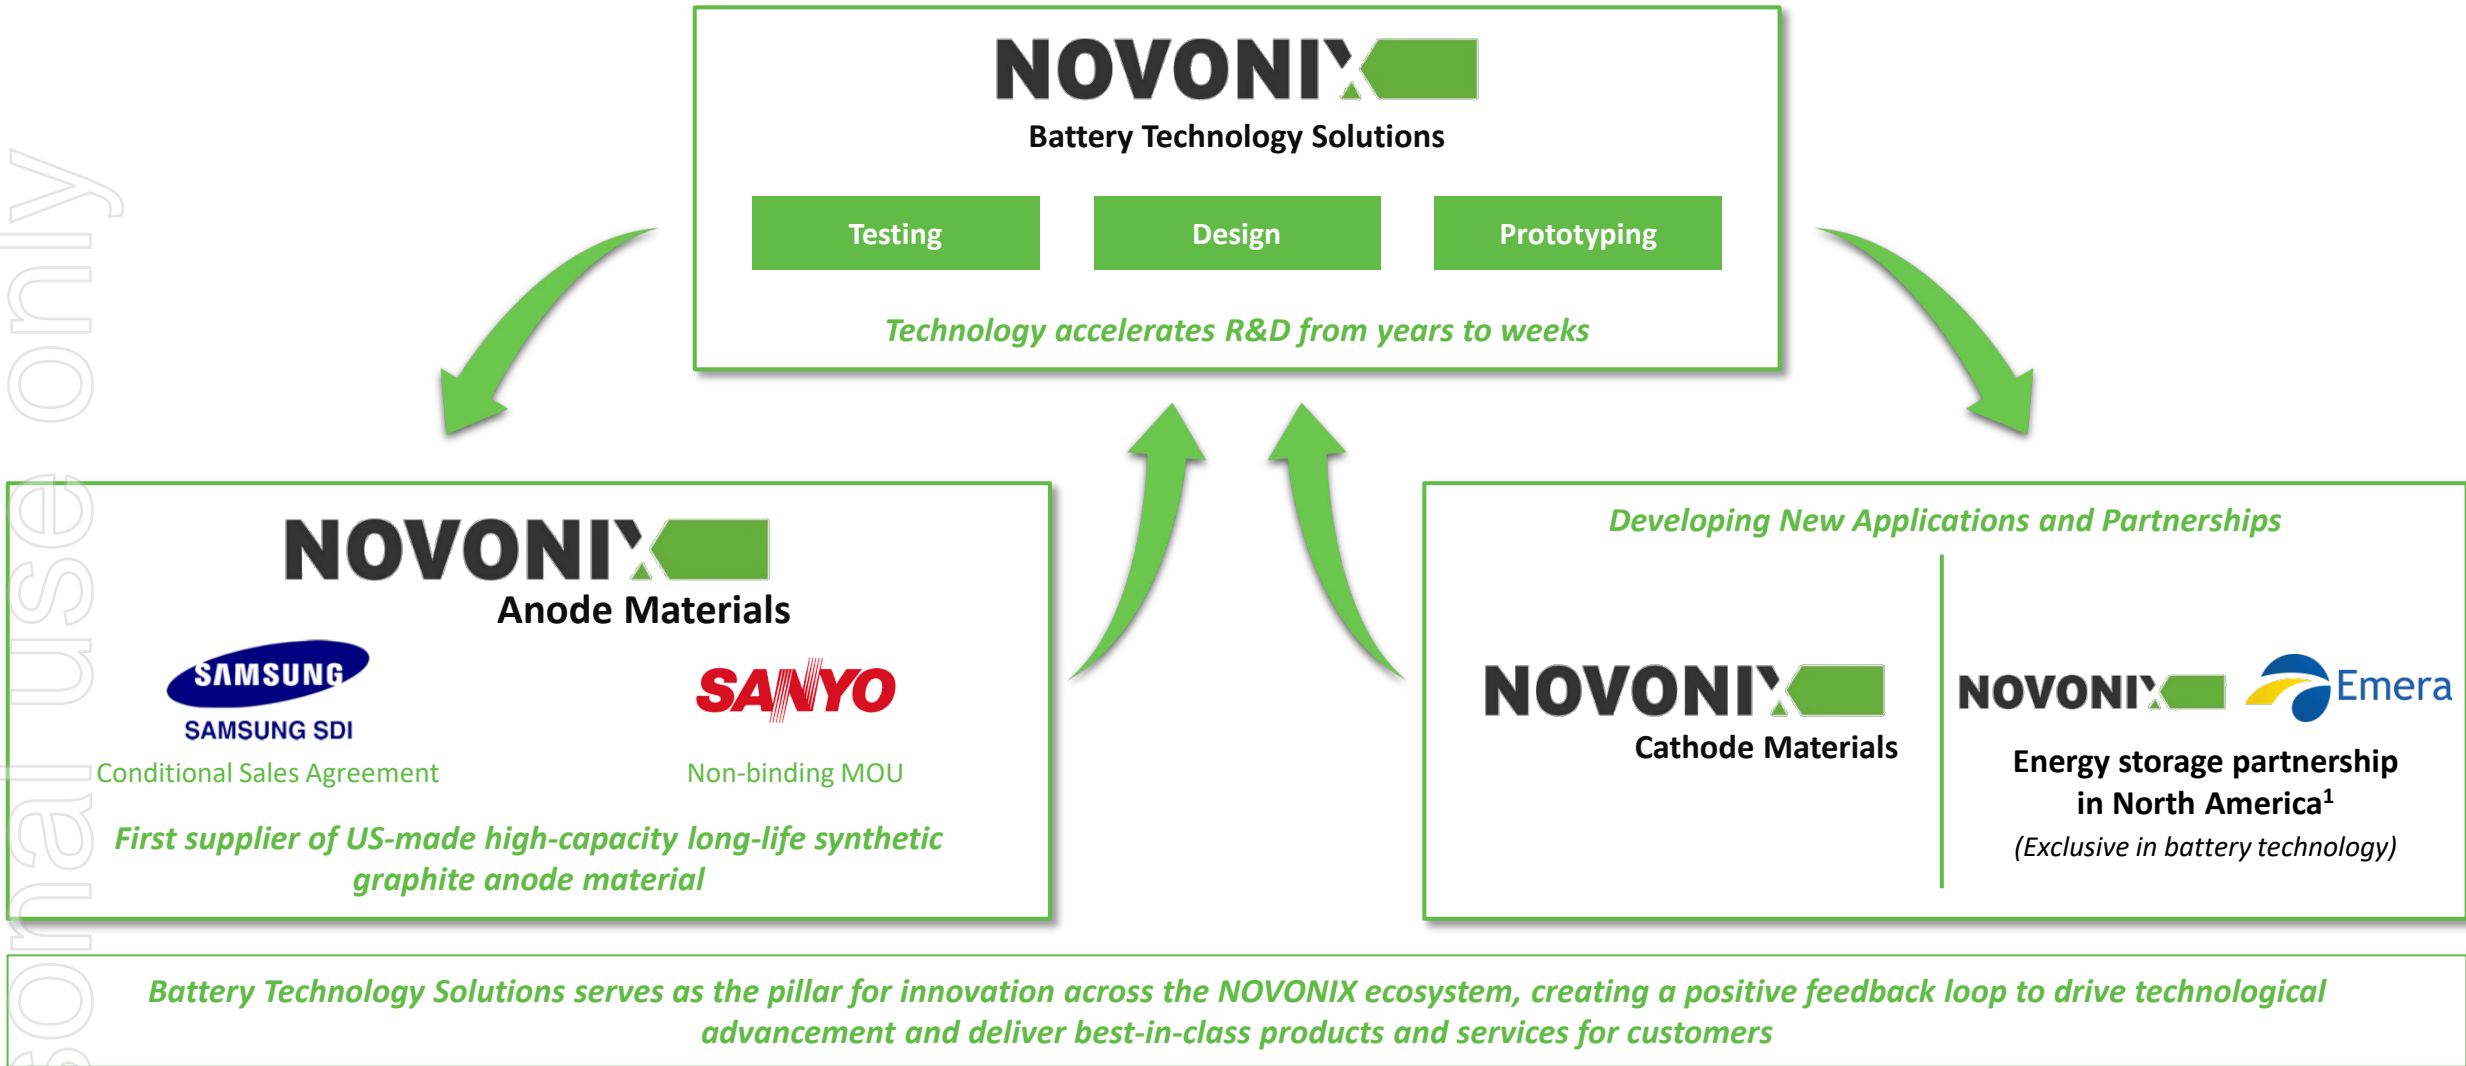 NOVONIX
Battery Technology Solutions
Testing
Design
Prototyping
Technology accelerates R&D from years to weeks
NOVONIX
Anode Materials
SAMSUNG
SAMSUNG SDI
Conditional Sales Agreement
SANYO
Non-binding MOU
First supplier of US-made high-capacity long-life synthetic
graphite anode material
Developing New Applications and Partnerships
NOVONIX
Cathode Materials
NOVONIX
Emera
Energy storage partnership
in North America¹
(Exclusive in battery technology)
Battery Technology Solutions serves as the pillar for innovation across the NOVONIX ecosystem, creating a positive feedback loop to drive technological
advancement and deliver best-in-class products and services for customers
sonal use only